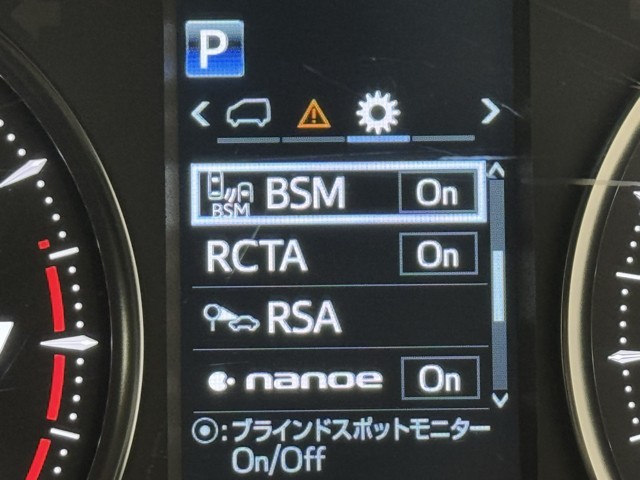 P
BSM BSM On
RCTA On
RSA
nanoe On
⦿:ブラインドスポットモニター
On/Off